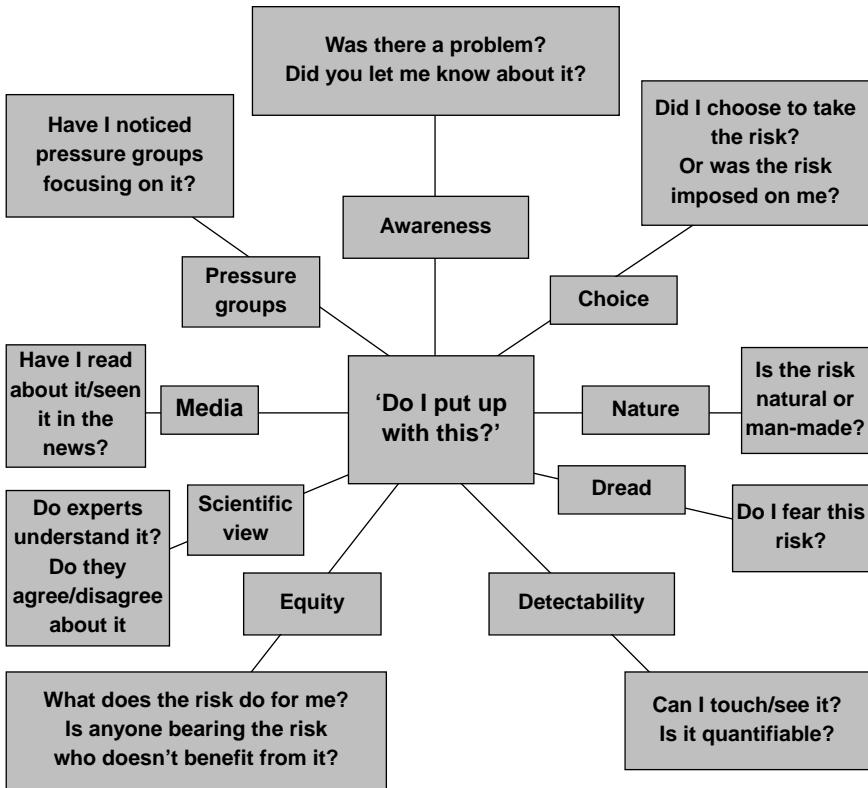 Was there a problem?
Did you let me know about it?
Did I choose to take
the risk?
Or was the risk
imposed on me?
Have I noticed
pressure groups
focusing on it?
Awareness
Pressure
groups
Choice
Have I read
about it/seen
it in the
news?
Media
‘Do I put up
with this?’
Nature
Is the risk
natural or
man-made?
Scientific
view
Dread
Do experts
understand it?
Do they
agree/disagree
about it
Do I fear this
risk?
Equity
Detectability
What does the risk do for me?
Is anyone bearing the risk
who doesn’t benefit from it?
Can I touch/see it?
Is it quantifiable?